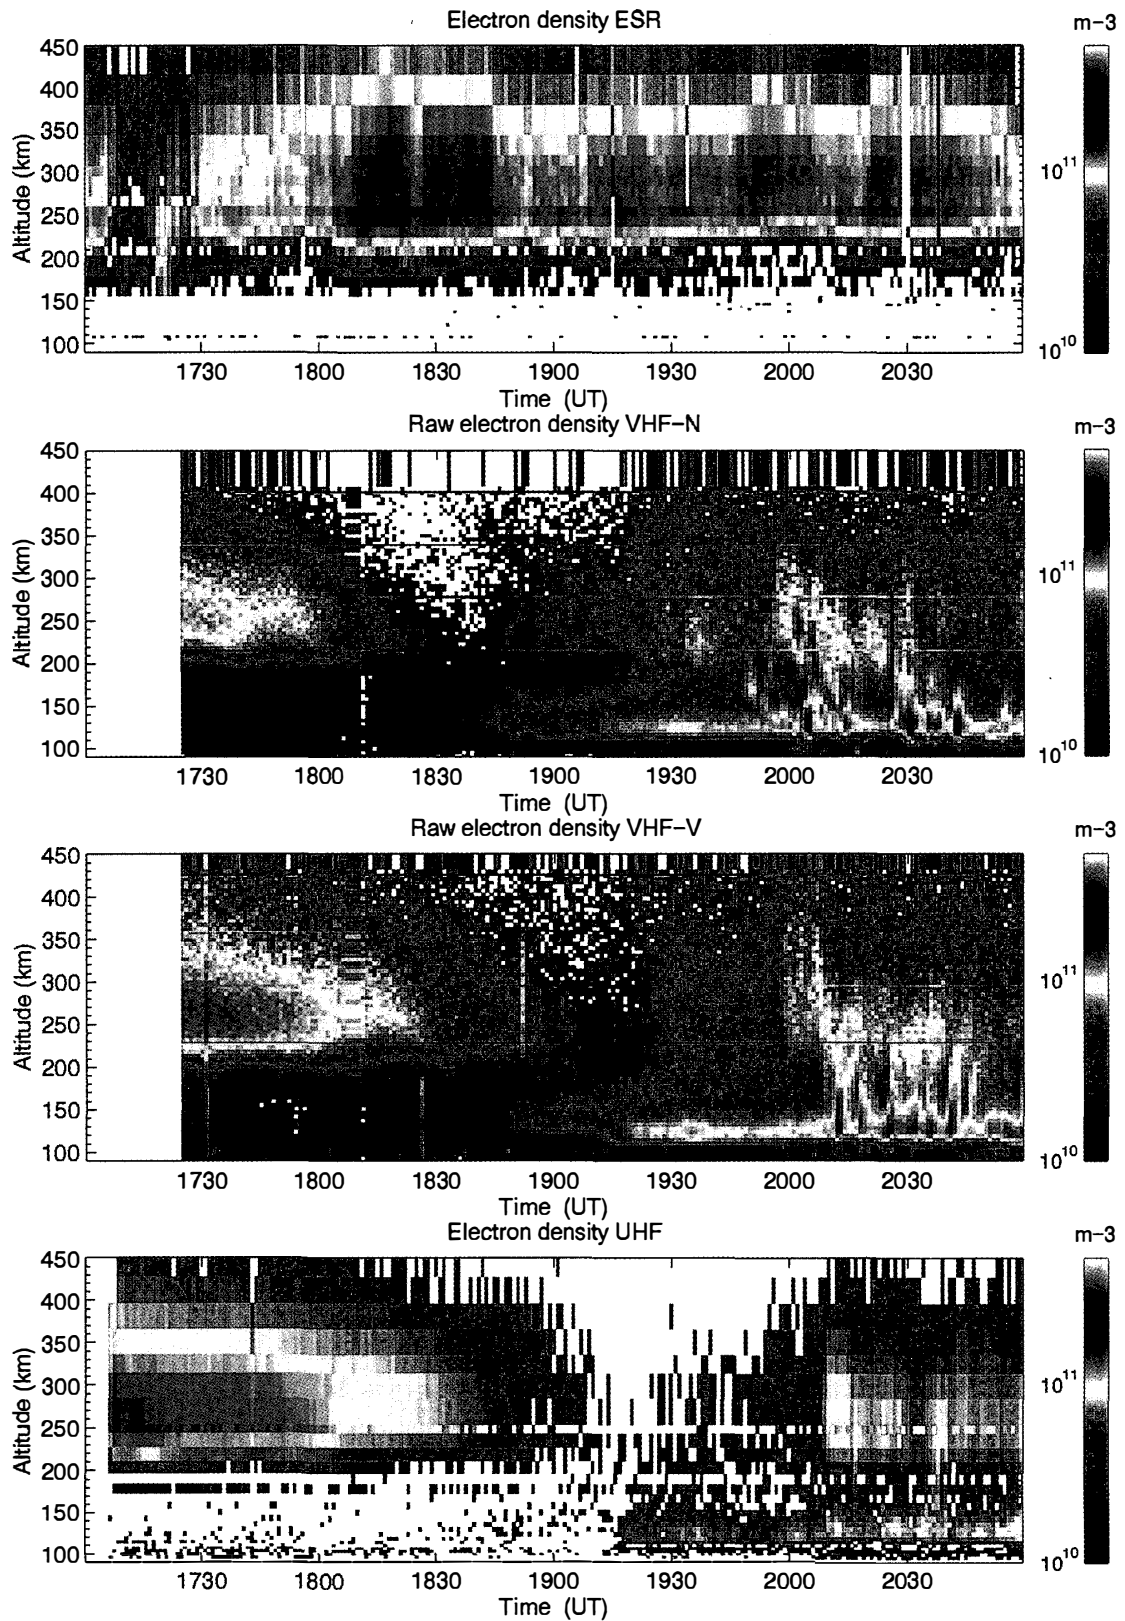 Electron density ESR
m-3
450
400
350
300
250
200
150
100
Altitude (km)
10^11
10^10
1730 1800 1830 1900 1930 2000 2030
Time (UT)
Raw electron density VHF-N
m-3
450
400
350
300
250
200
150
100
Altitude (km)
10^11
10^10
1730 1800 1830 1900 1930 2000 2030
Time (UT)
Raw electron density VHF-V
m-3
450
400
350
300
250
200
150
100
Altitude (km)
10^11
10^10
1730 1800 1830 1900 1930 2000 2030
Time (UT)
Electron density UHF
m-3
450
400
350
300
250
200
150
100
Altitude (km)
10^11
10^10
1730 1800 1830 1900 1930 2000 2030
Time (UT)